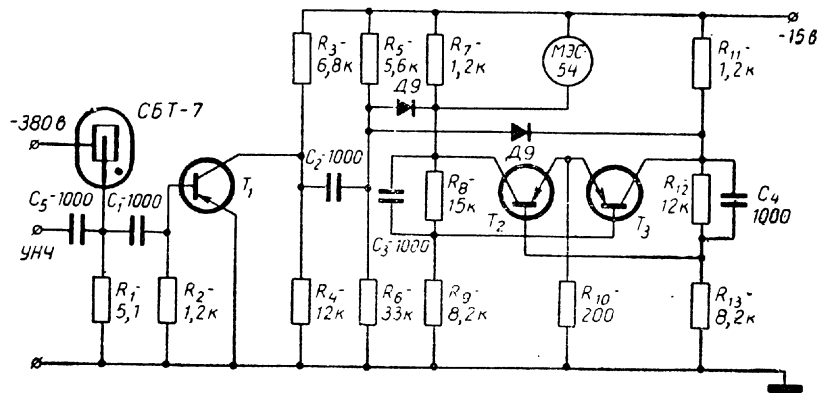 -15в
R3-
6,8к
R5-
5,6к
R7-
1,2к
МЭС-
54
R11-
1,2к
Д9
СБТ-7
-380в
Д9
C2-1000
T1
C5-1000
C1-1000
УНЧ
R8-
15к
C3-1000
T2
T3
R12-
12к
C4
1000
R1-
5,1
R2-
1,2к
R4-
12к
R6-
33к
R9-
8,2к
R10-
200
R13-
8,2к